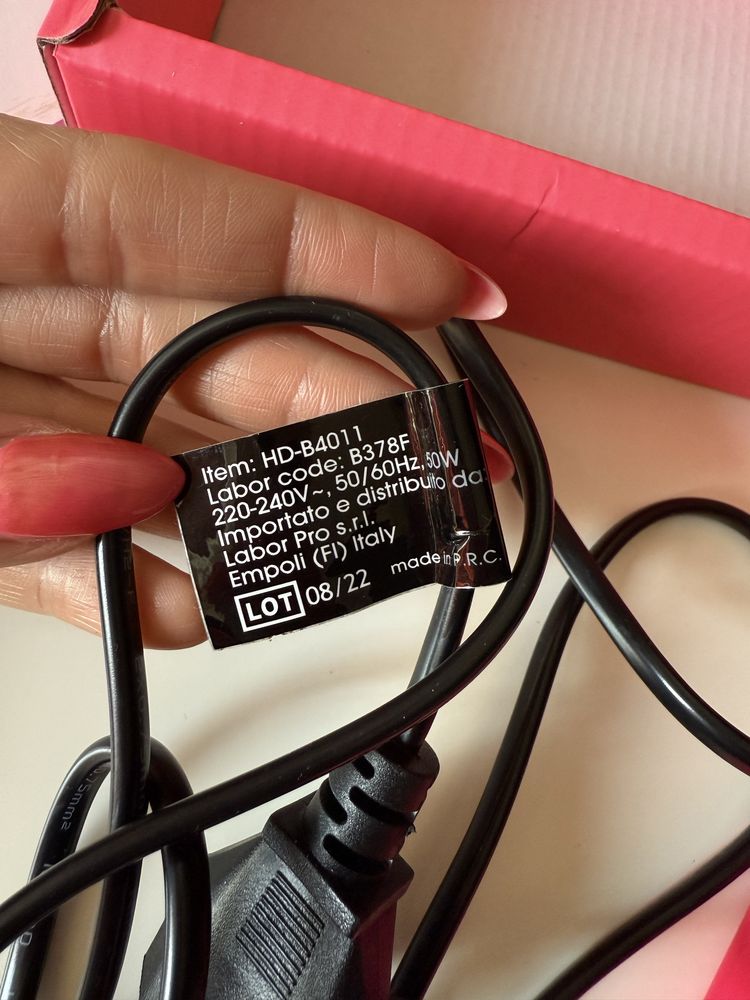 Item: HD-B4011
Labor code: B378F
220-240V~, 50/60Hz, 50W
Importato e distribuito da:
Labor Pro s.r.l.
Empoli (FI) Italy
made in P.R.C.
LOT 08/22